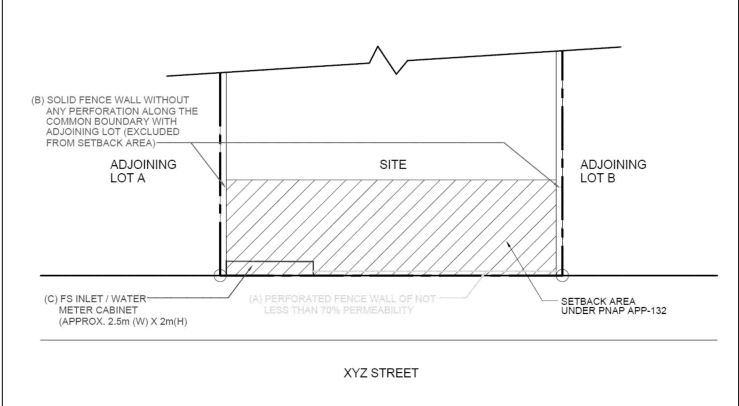 (B) SOLID FENCE WALL WITHOUT
ANY PERFORATION ALONG THE
COMMON BOUNDARY WITH
ADJOINING LOT (EXCLUDED
FROM SETBACK AREA)
ADJOINING
LOT A
SITE
ADJOINING
LOT B
(C) FS INLET / WATER
METER CABINET
(APPROX. 2.5m (W) X 2m(H)
(A) PERFORATED FENCE WALL OF NOT
LESS THAN 70% PERMEABILITY
SETBACK AREA
UNDER PNAP APP-132
XYZ STREET